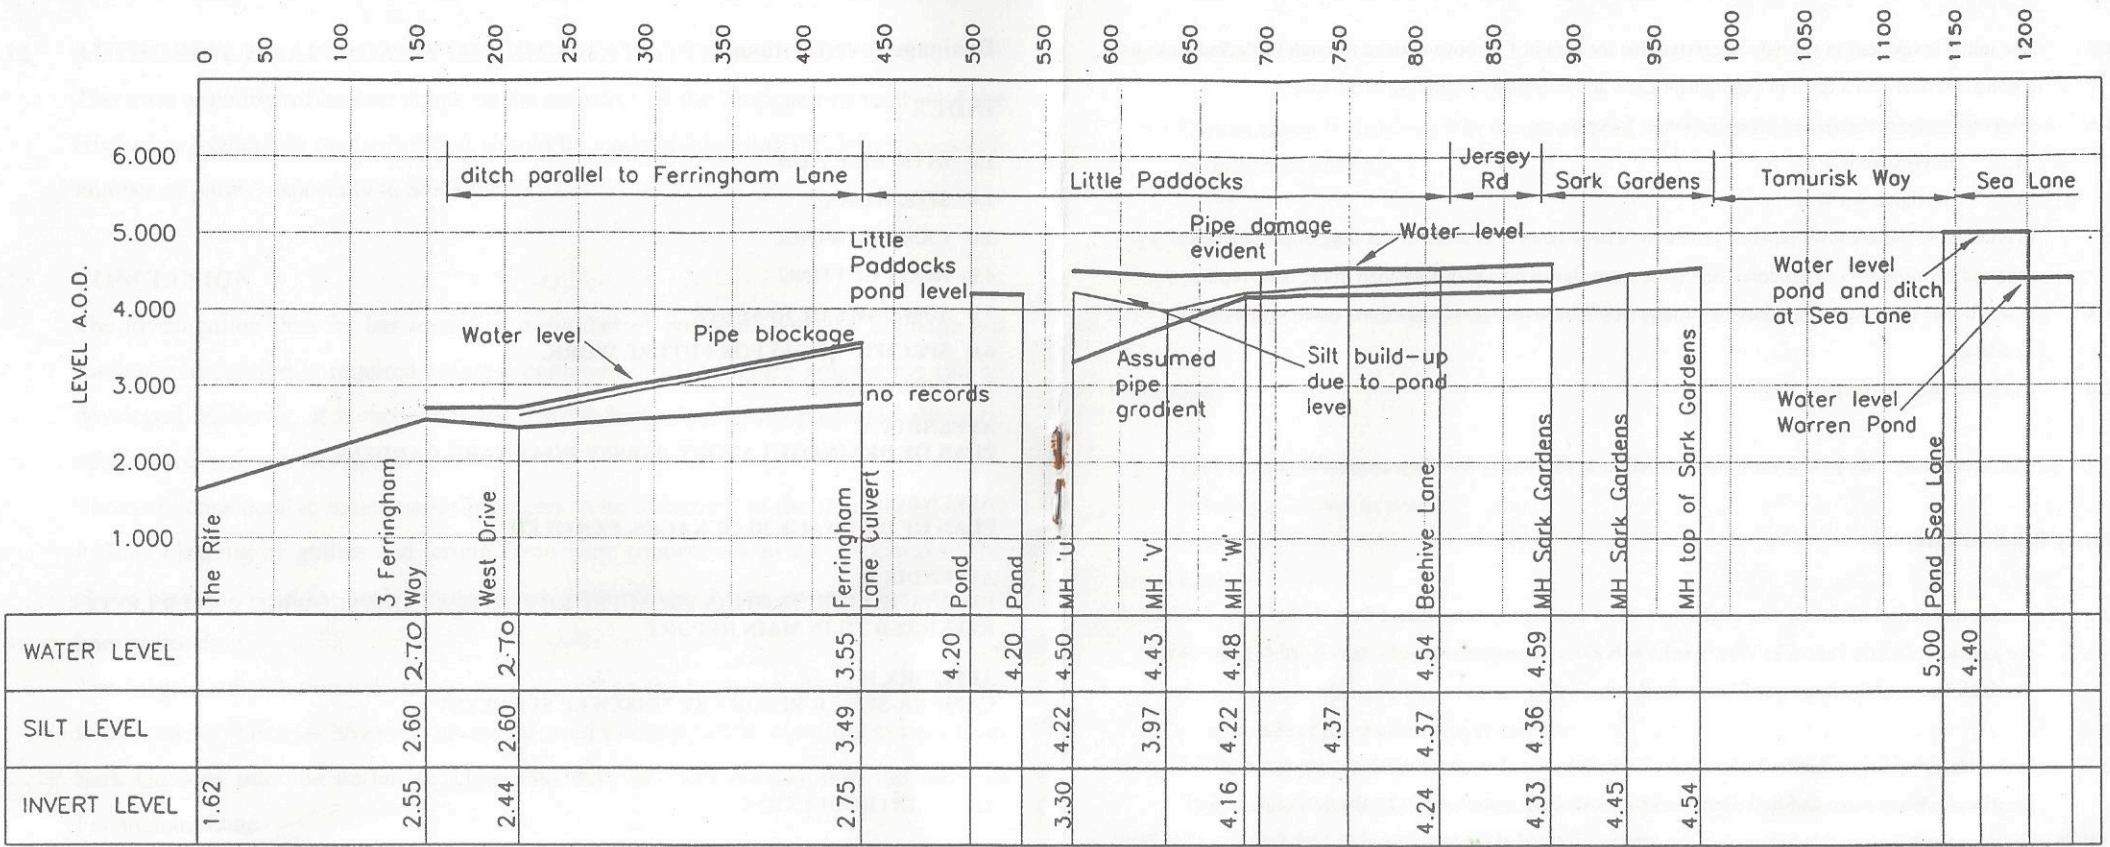 0 50 100 150 200 250 300 350 400 450 500 550 600 650 700 750 800 850 900 950 1000 1050 1100 1150 1200
LEVEL A.O.D.
6.000
5.000
4.000
3.000
2.000
1.000
ditch parallel to Ferringham Lane
Little Paddocks
Jersey
Rd
Sark Gardens
Tamurisk Way
Sea Lane
Little
Paddocks
pond level
Pipe damage
evident
Water level
Water level
pond and ditch
at Sea Lane
Water level
Pipe blockage
no records
Assumed
pipe
gradient
Silt build-up
due to pond
level
Water level
Warren Pond
The Rife
13 Ferringham
Way
West Drive
Ferringham
Lane Culvert
Pond
Pond
MH 'U'
MH 'V'
MH 'W'
Beehive Lane
MH Sark Gardens
MH Sark Gardens
MH top of Sark Gardens
Pond Sea Lane
WATER LEVEL 2.70 2.70 3.55 4.20 4.20 4.50 4.43 4.48 4.54 4.59 5.00 4.40
SILT LEVEL 2.60 2.60 3.49 4.22 3.97 4.22 4.37 4.37 4.36
INVERT LEVEL 1.62 2.55 2.44 2.75 3.30 4.16 4.24 4.33 4.45 4.54